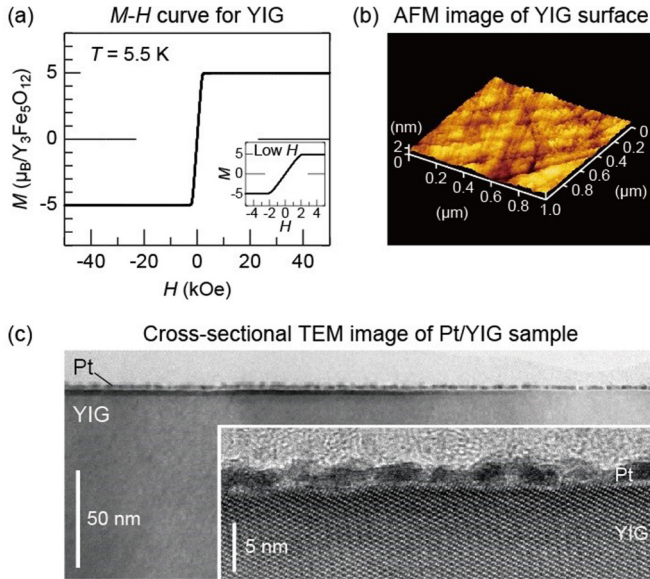 (a) M-H curve for YIG
T = 5.5 K
M (μB/Y3Fe5O12)
5
0
-5
Low H
M
5
0
-5
-4 -2 0 2 4
H
-40 -20 0 20 40
H (kOe)
(b) AFM image of YIG surface
(nm)
2
0
0.2
0.4
0.6
0.8
1.0
(μm)
0
0.2
0.4
0.6
0.8
(μm)
(c) Cross-sectional TEM image of Pt/YIG sample
Pt
YIG
50 nm
Pt
YIG
5 nm